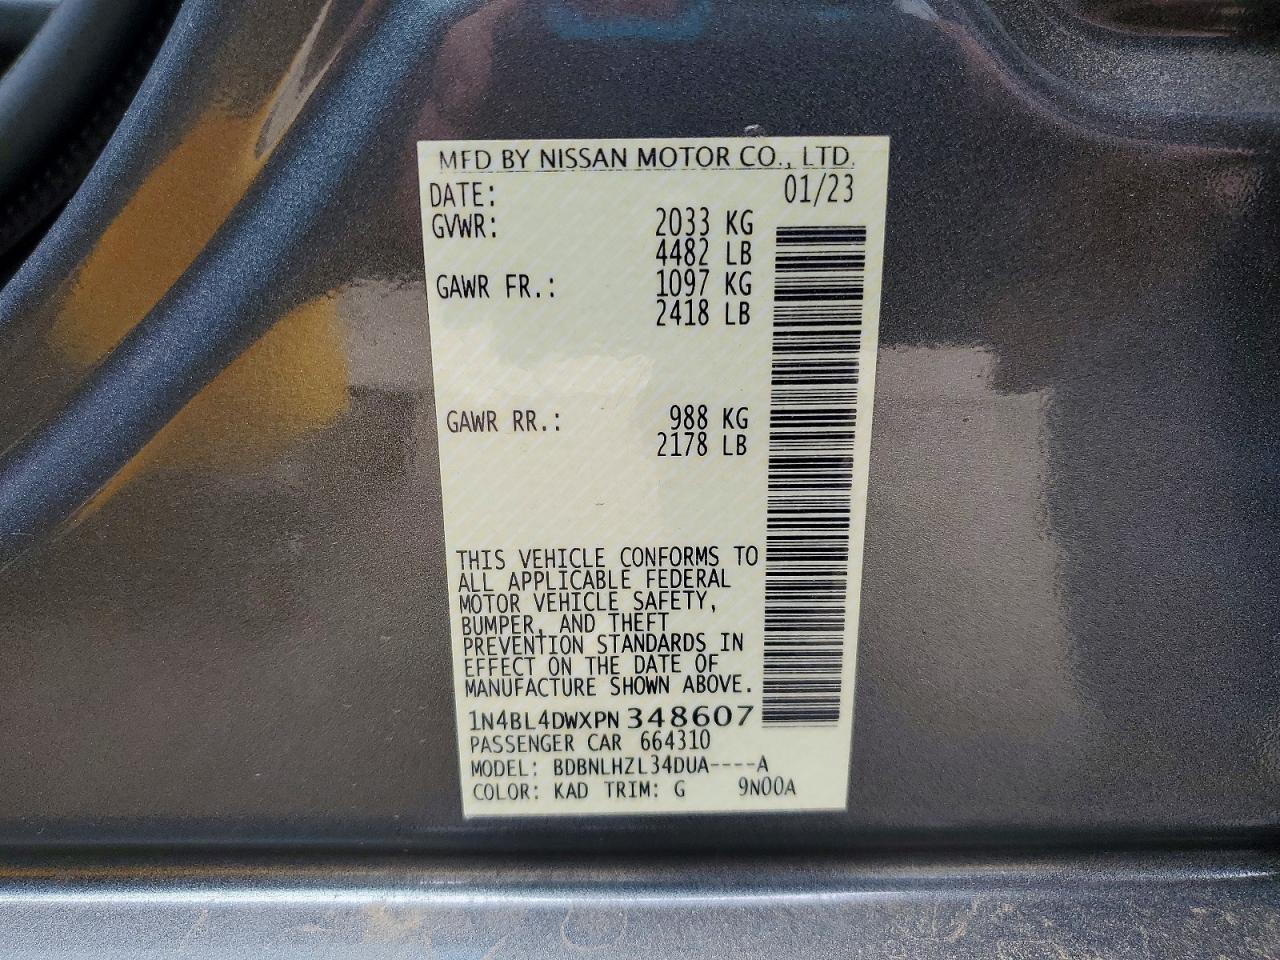 MFD BY NISSAN MOTOR CO., LTD.
DATE: 01/23
GVWR: 2033 KG
4482 LB
GAWR FR.: 1097 KG
2418 LB
GAWR RR.: 988 KG
2178 LB
THIS VEHICLE CONFORMS TO
ALL APPLICABLE FEDERAL
MOTOR VEHICLE SAFETY,
BUMPER, AND THEFT
PREVENTION STANDARDS IN
EFFECT ON THE DATE OF
MANUFACTURE SHOWN ABOVE.
1N4BL4DWXPN348607
PASSENGER CAR 664310
MODEL: BDBNLHZL34DUA----A
COLOR: KAD TRIM: G 9N00A